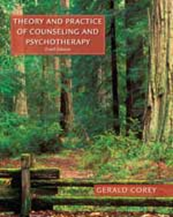 THEORY AND PRACTICE
OF COUNSELING AND
PSYCHOTHERAPY
GERALD COREY